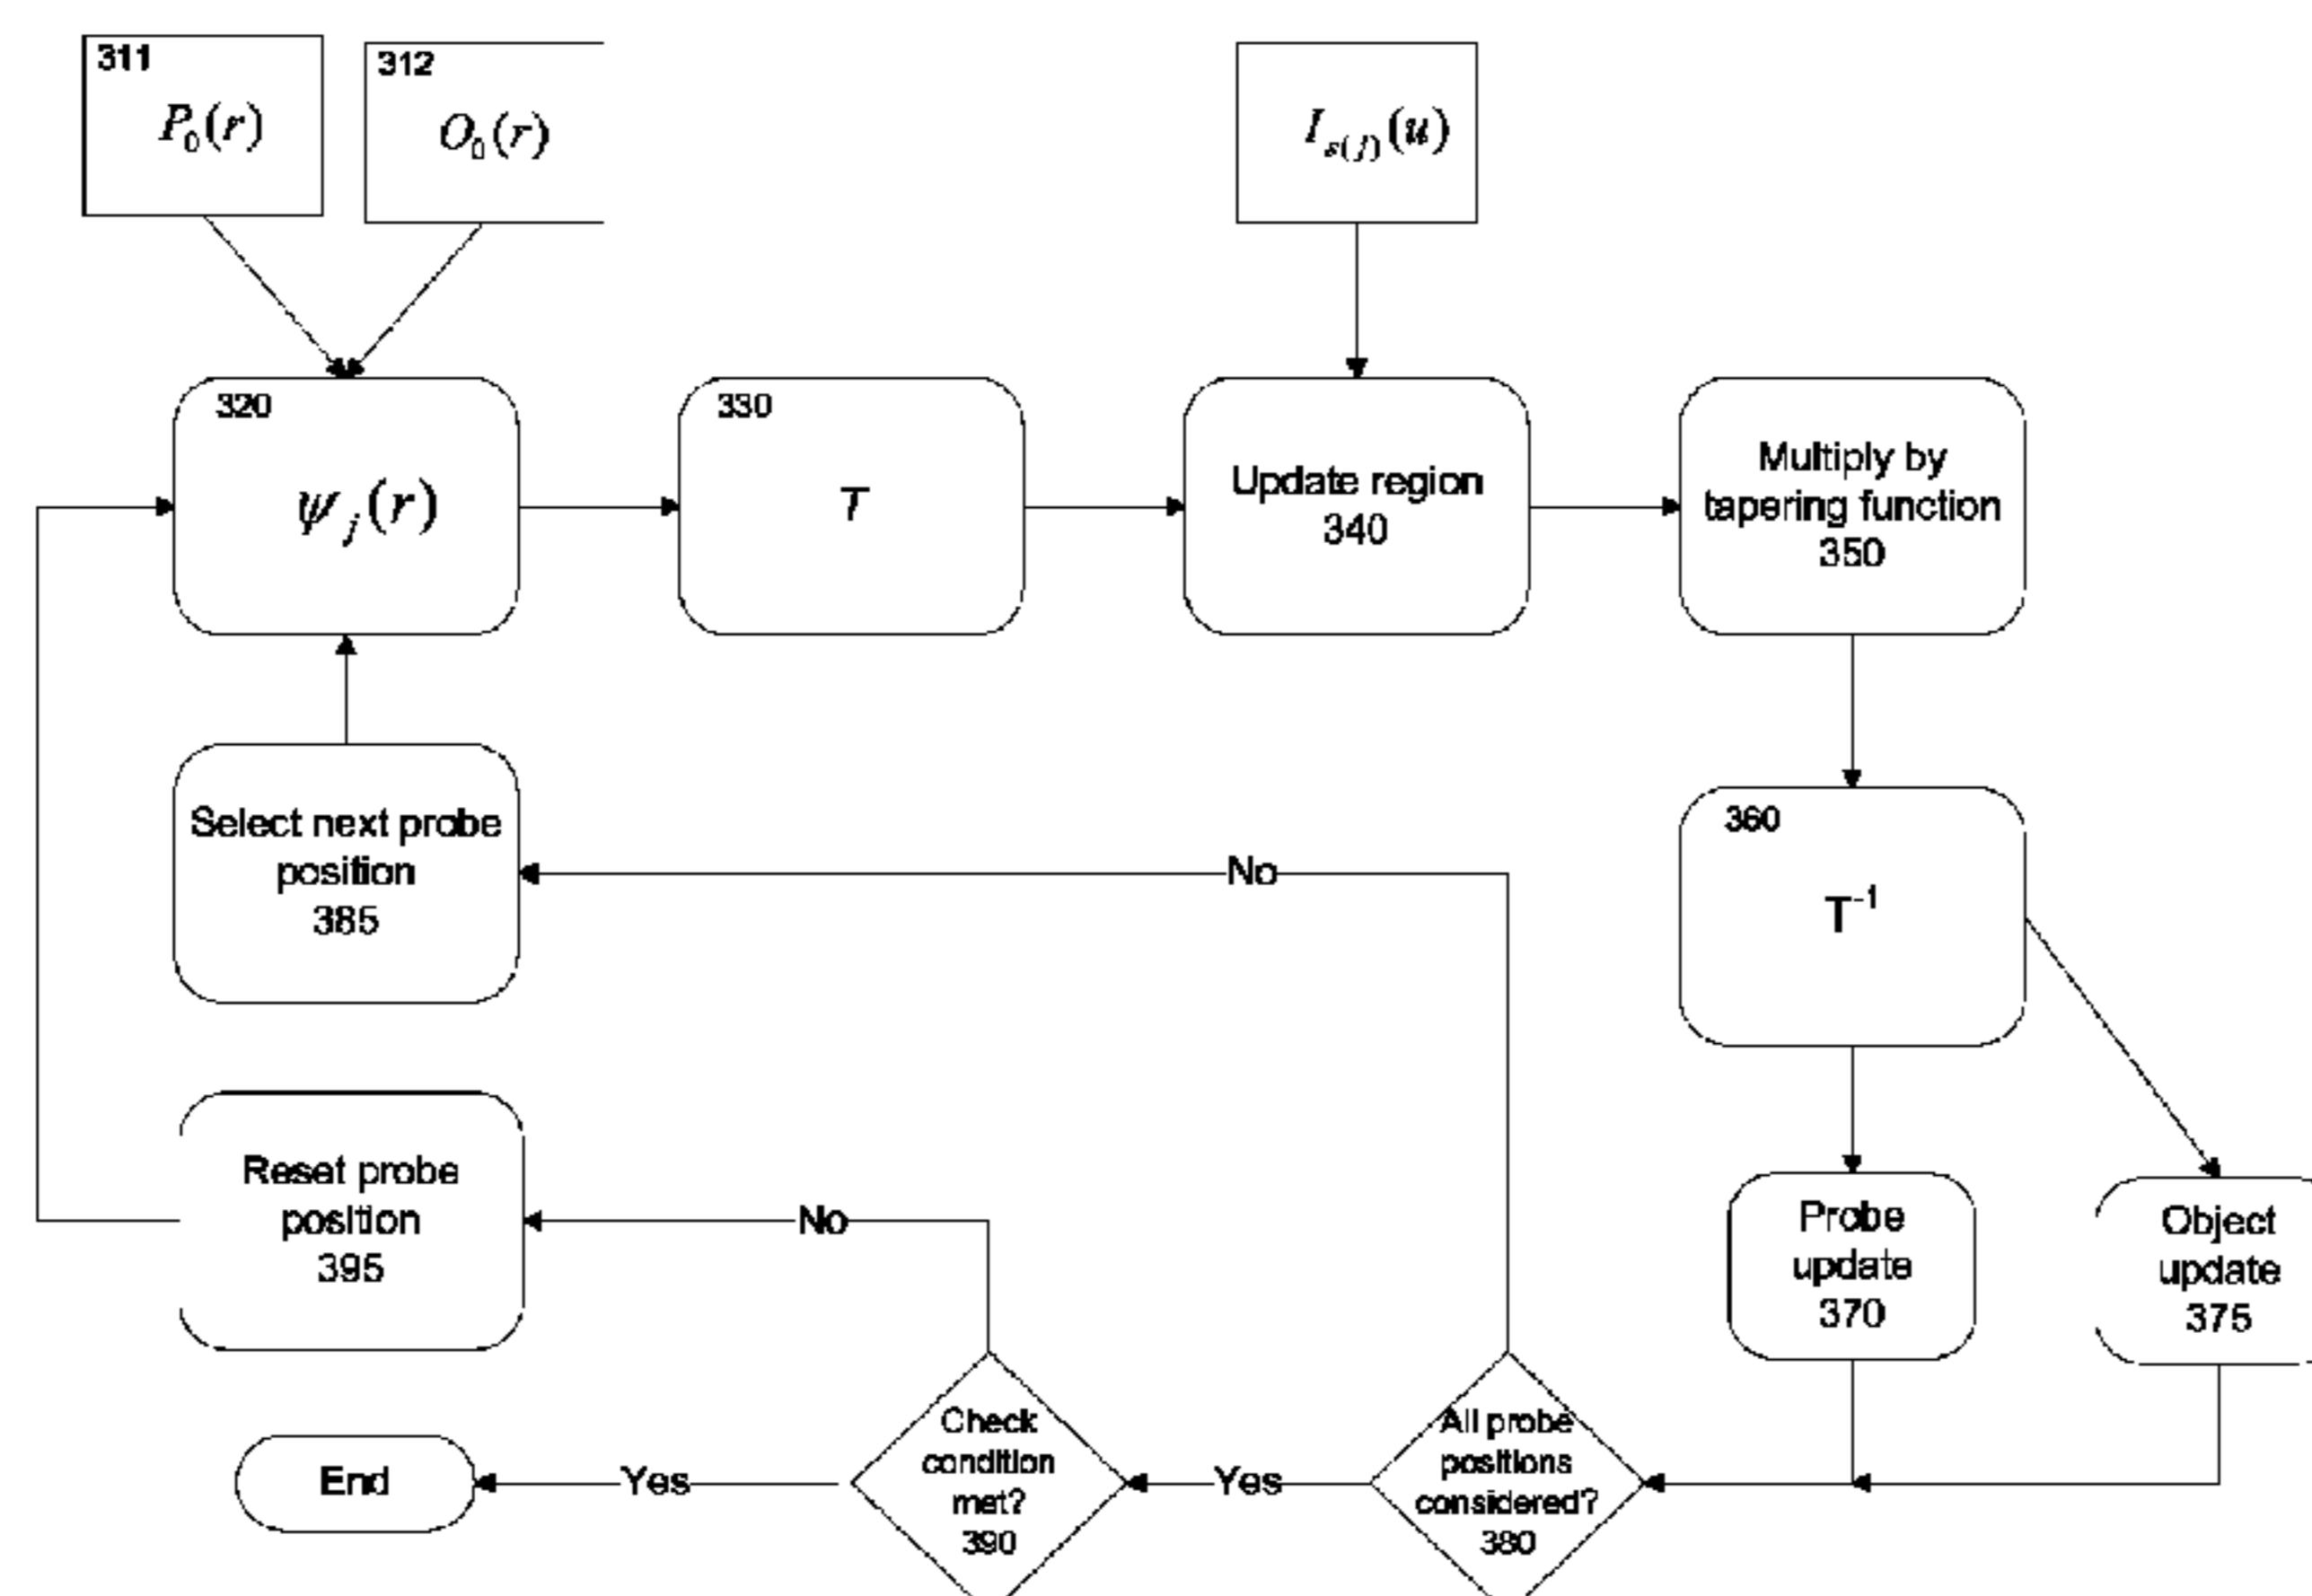 311
P₀(r)
312
O₀(r)
I s(j) (u)
320
ψ j (r)
330
T
Update region
340
Multiply by
tapering function
350
Select next probe
position
385
No
360
T⁻¹
Reset probe
position
395
No
Probe
update
370
Object
update
375
End
Yes
Check
condition
met?
390
Yes
All probe
positions
considered?
380